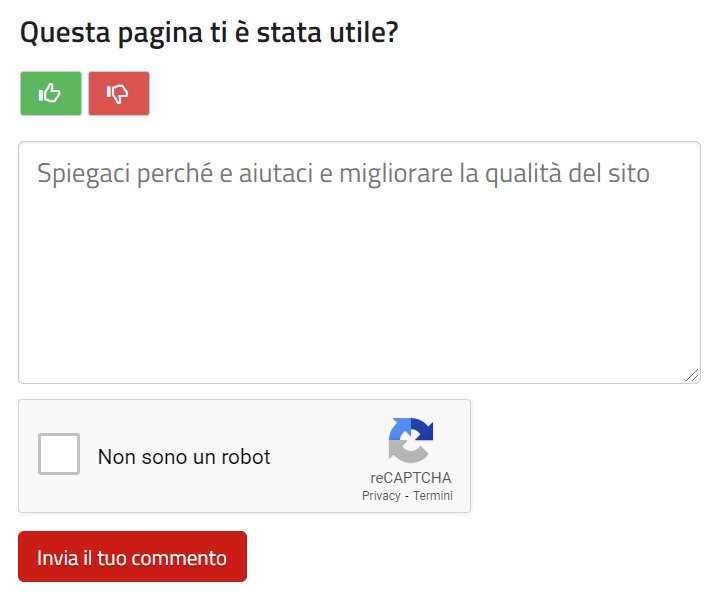 Questa pagina ti è stata utile?
Spiegaci perché e aiutaci e migliorare la qualità del sito
Non sono un robot
reCAPTCHA
Privacy - Termini
Invia il tuo commento